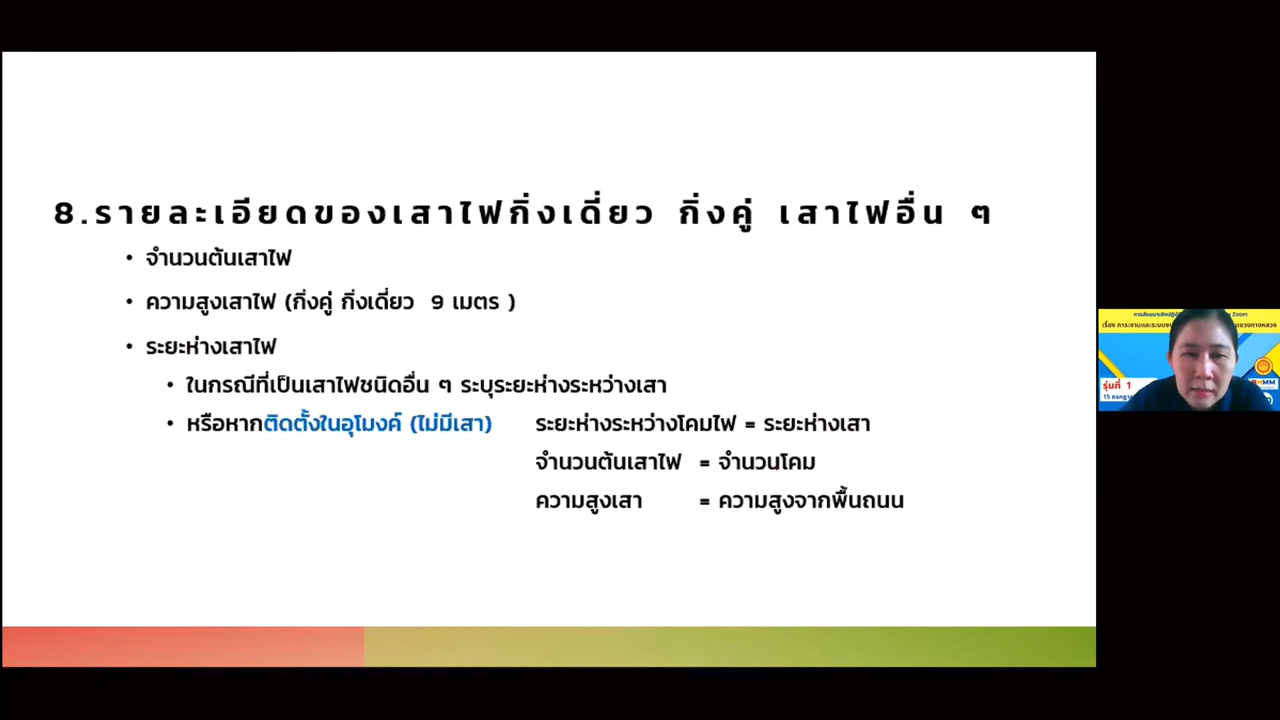 8.รายละเอียดของเสาไฟกิ่งเดี่ยว กิ่งคู่ เสาไฟอื่น ๆ
• จำนวนต้นเสาไฟ
• ความสูงเสาไฟ (กิ่งคู่ กิ่งเดี่ยว 9 เมตร )
• ระยะห่างเสาไฟ
• ในกรณีที่เป็นเสาไฟชนิดอื่น ๆ ระบุระยะห่างระหว่างเสา
• หรือหากติดตั้งในอุโมงค์ (ไม่มีเสา) ระยะห่างระหว่างโคมไฟ = ระยะห่างเสา
จำนวนต้นเสาไฟ = จำนวนโคม
ความสูงเสา = ความสูงจากพื้นถนน
Zoom
รุ่นที่ 1